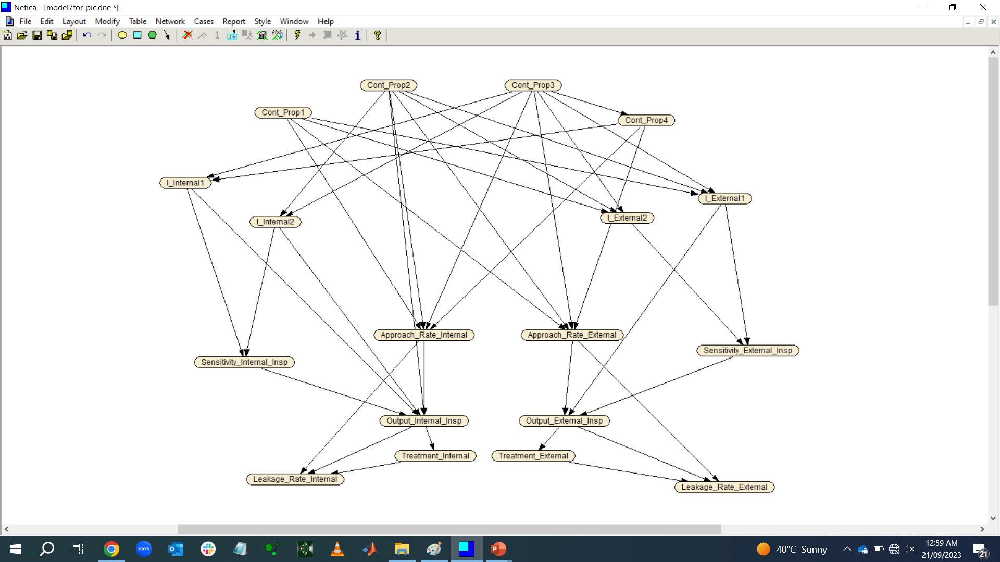 Netica - [model7for_pic.dne *]
File Edit Layout Modify Table Network Cases Report Style Window Help
1 f(x) i ?
Cont_Prop2 Cont_Prop3
Cont_Prop1
Cont_Prop4
I_Internal1
I_External1
I_Internal2 I_External2
Approach_Rate_Internal Approach_Rate_External
Sensitivity_External_Insp
Sensitivity_Internal_Insp
Output_Internal_Insp Output_External_Insp
Treatment_Internal Treatment_External
Leakage_Rate_Internal
Leakage_Rate_External
zoom
40°C Sunny
12:59 AM
21/09/2023
21